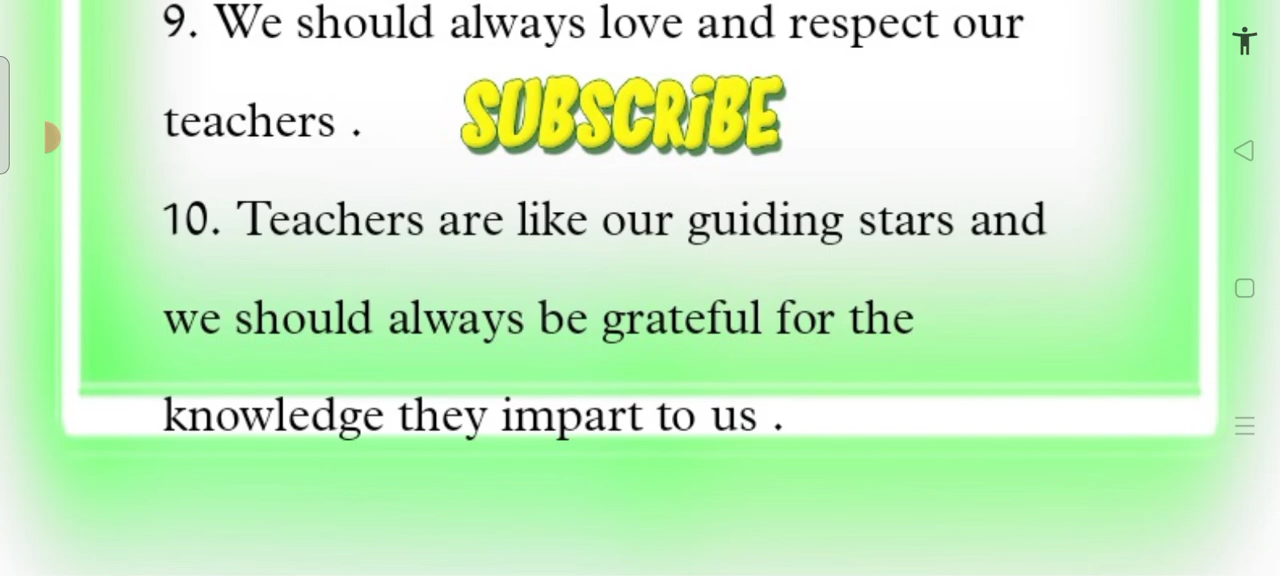 9. We should always love and respect our
teachers .
SUBSCRiBE
10. Teachers are like our guiding stars and
we should always be grateful for the
knowledge they impart to us .